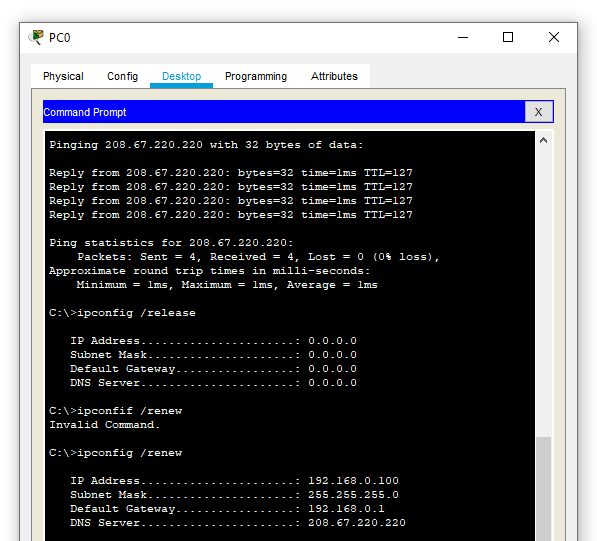 PC0
Physical Config Desktop Programming Attributes
Command Prompt X
Pinging 208.67.220.220 with 32 bytes of data:
Reply from 208.67.220.220: bytes=32 time=1ms TTL=127
Reply from 208.67.220.220: bytes=32 time=1ms TTL=127
Reply from 208.67.220.220: bytes=32 time=1ms TTL=127
Reply from 208.67.220.220: bytes=32 time=1ms TTL=127
Ping statistics for 208.67.220.220:
Packets: Sent = 4, Received = 4, Lost = 0 (0% loss),
Approximate round trip times in milli-seconds:
Minimum = 1ms, Maximum = 1ms, Average = 1ms
C:\>ipconfig /release
IP Address......................: 0.0.0.0
Subnet Mask.....................: 0.0.0.0
Default Gateway.................: 0.0.0.0
DNS Server......................: 0.0.0.0
C:\>ipconfif /renew
Invalid Command.
C:\>ipconfig /renew
IP Address......................: 192.168.0.100
Subnet Mask.....................: 255.255.255.0
Default Gateway.................: 192.168.0.1
DNS Server......................: 208.67.220.220